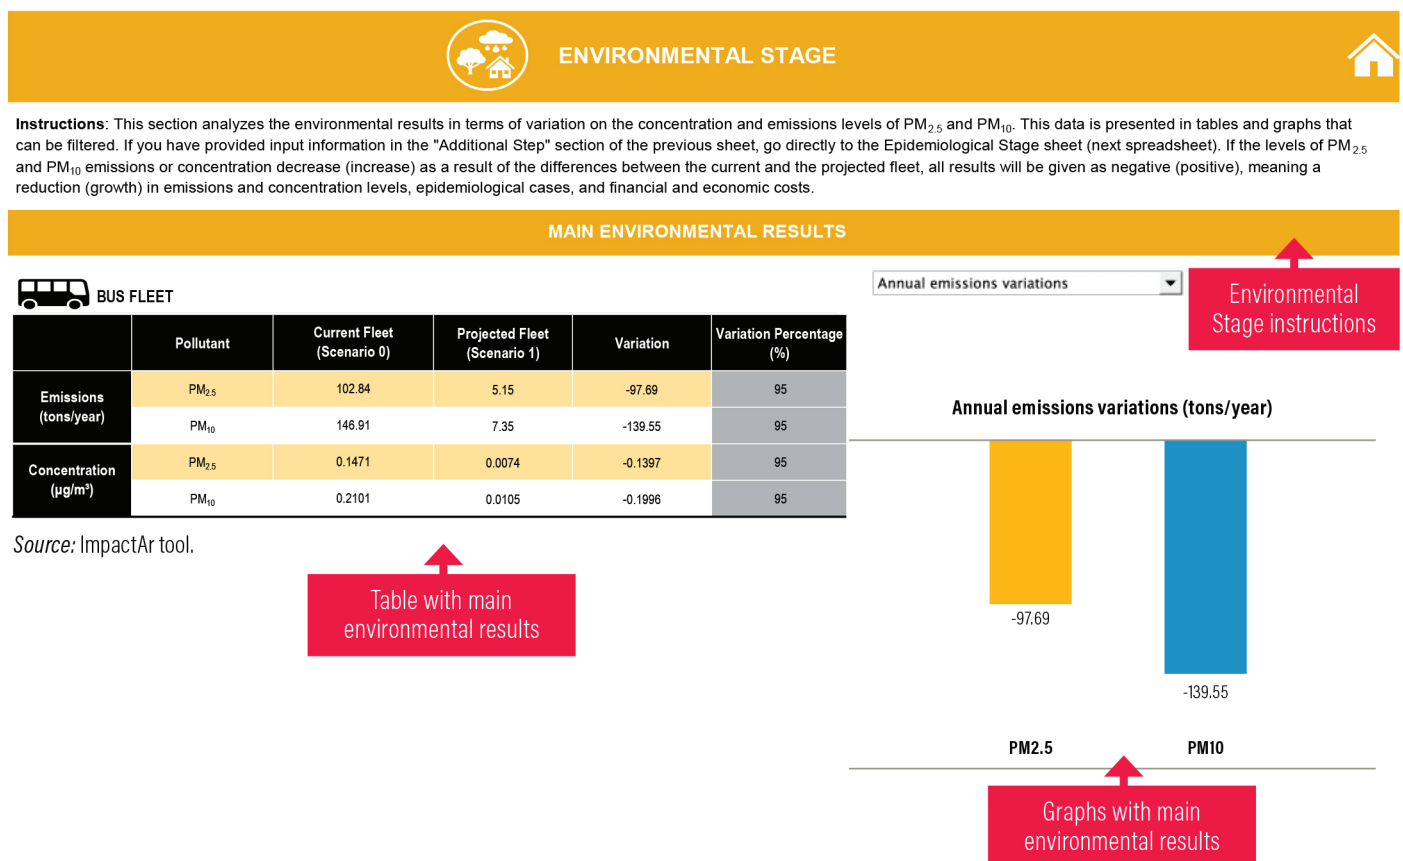 ENVIRONMENTAL STAGE
Instructions: This section analyzes the environmental results in terms of variation on the concentration and emissions levels of PM2.5 and PM10. This data is presented in tables and graphs that
can be filtered. If you have provided input information in the "Additional Step" section of the previous sheet, go directly to the Epidemiological Stage sheet (next spreadsheet). If the levels of PM2.5
and PM10 emissions or concentration decrease (increase) as a result of the differences between the current and the projected fleet, all results will be given as negative (positive), meaning a
reduction (growth) in emissions and concentration levels, epidemiological cases, and financial and economic costs.
MAIN ENVIRONMENTAL RESULTS
BUS FLEET
Pollutant Current Fleet (Scenario 0) Projected Fleet (Scenario 1) Variation Variation Percentage (%)
Emissions (tons/year) PM2.5 102.84 5.15 -97.69 95
PM10 146.91 7.35 -139.55 95
Concentration (µg/m³) PM2.5 0.1471 0.0074 -0.1397 95
PM10 0.2101 0.0105 -0.1996 95
Source: ImpactAr tool.
Table with main
environmental results
Annual emissions variations
Environmental
Stage instructions
Annual emissions variations (tons/year)
-97.69
-139.55
PM2.5 PM10
Graphs with main
environmental results